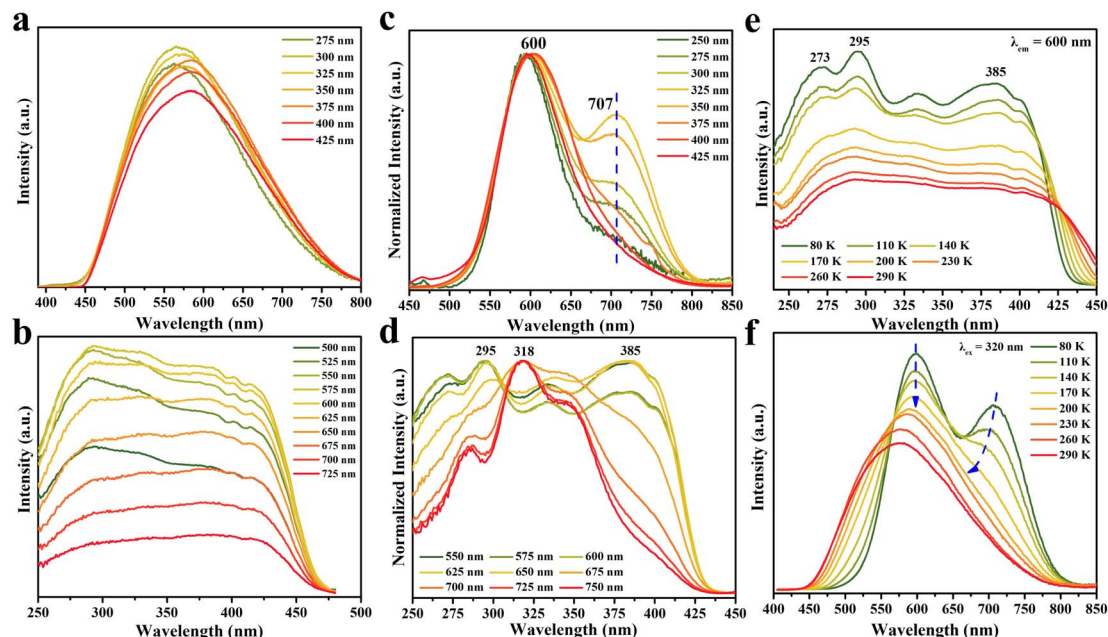 a
275 nm
300 nm
325 nm
350 nm
375 nm
400 nm
425 nm
Intensity (a.u.)
400 450 500 550 600 650 700 750 800
Wavelength (nm)
b
500 nm
525 nm
550 nm
575 nm
600 nm
625 nm
650 nm
675 nm
700 nm
725 nm
Intensity (a.u.)
250 300 350 400 450 500
Wavelength (nm)
c
600
707
250 nm
275 nm
300 nm
325 nm
350 nm
375 nm
400 nm
425 nm
Normalized Intensity (a.u.)
450 500 550 600 650 700 750 800 850
Wavelength (nm)
d
295 318 385
550 nm 575 nm 600 nm
625 nm 650 nm 675 nm
700 nm 725 nm 750 nm
Normalized Intensity (a.u.)
250 275 300 325 350 375 400 425 450
Wavelength (nm)
e
273 295 385
λem = 600 nm
80 K 110 K 140 K
170 K 200 K 230 K
260 K 290 K
Intensity (a.u.)
250 275 300 325 350 375 400 425 450
Wavelength (nm)
f
λex = 320 nm
80 K
110 K
140 K
170 K
200 K
230 K
260 K
290 K
Intensity (a.u.)
400 450 500 550 600 650 700 750 800 850
Wavelength (nm)